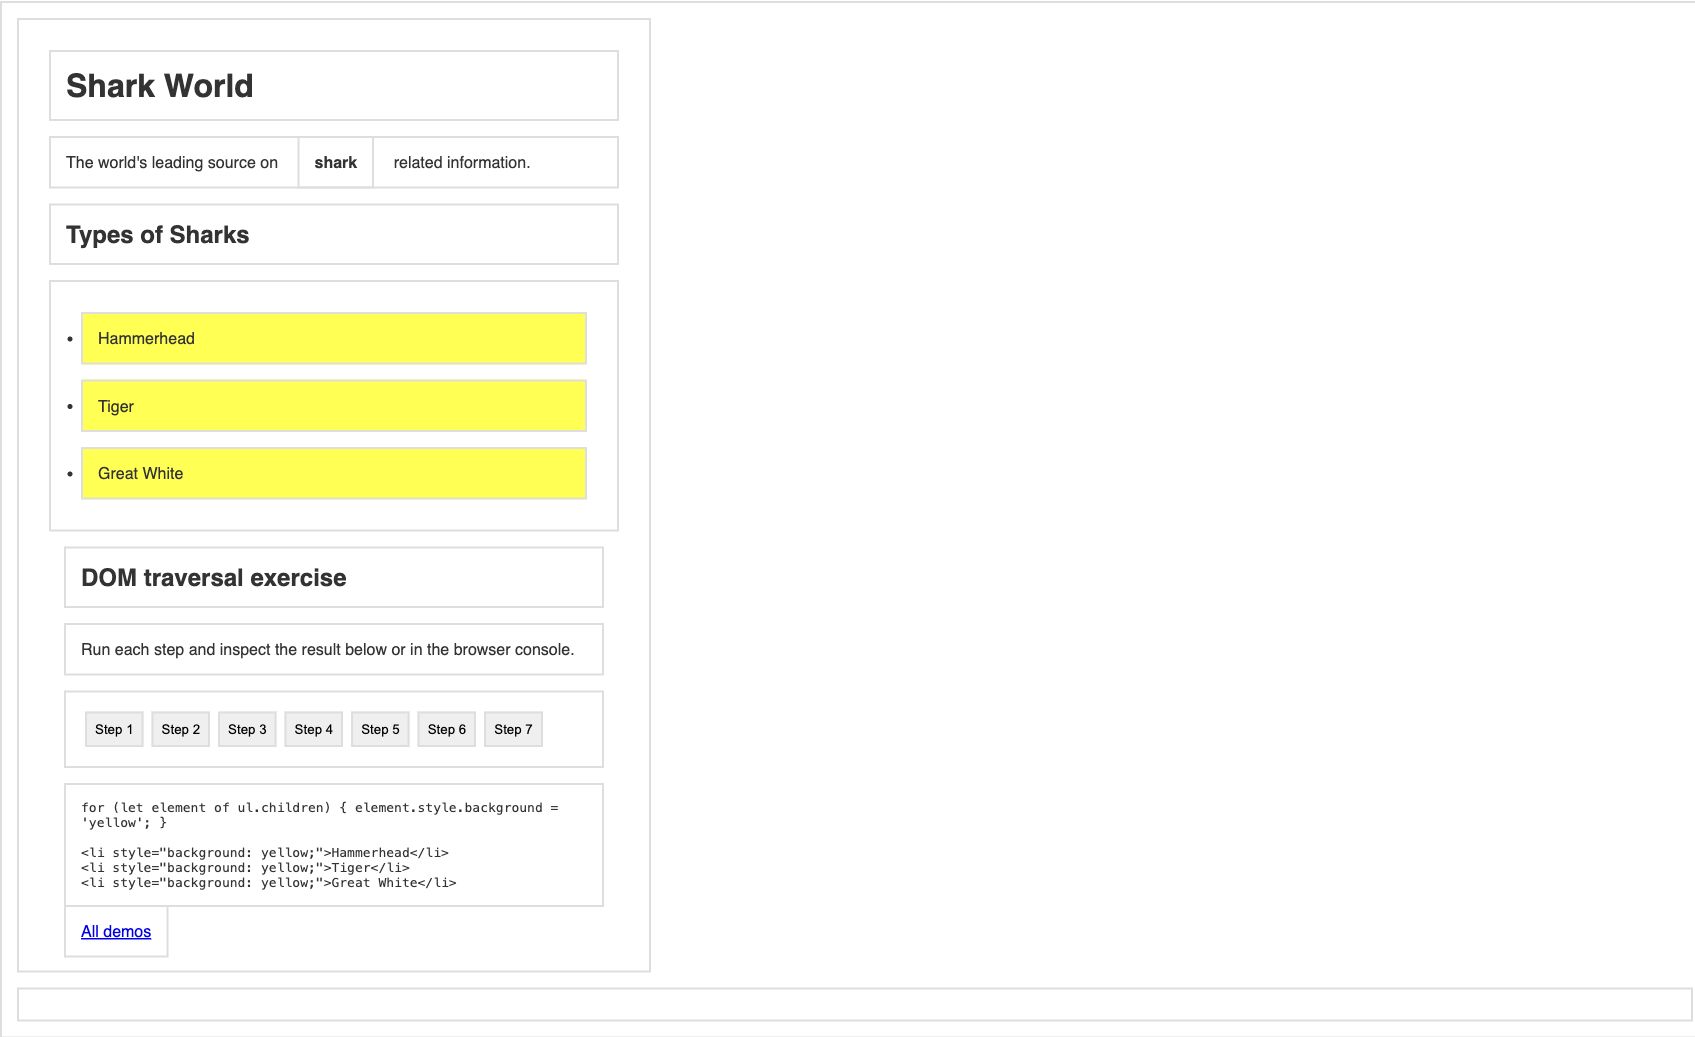 Shark World
The world's leading source on shark related information.
Types of Sharks
Hammerhead
Tiger
Great White
DOM traversal exercise
Run each step and inspect the result below or in the browser console.
Step 1 Step 2 Step 3 Step 4 Step 5 Step 6 Step 7
for (let element of ul.children) { element.style.background =
'yellow'; }
<li style="background: yellow;">Hammerhead</li>
<li style="background: yellow;">Tiger</li>
<li style="background: yellow;">Great White</li>
All demos